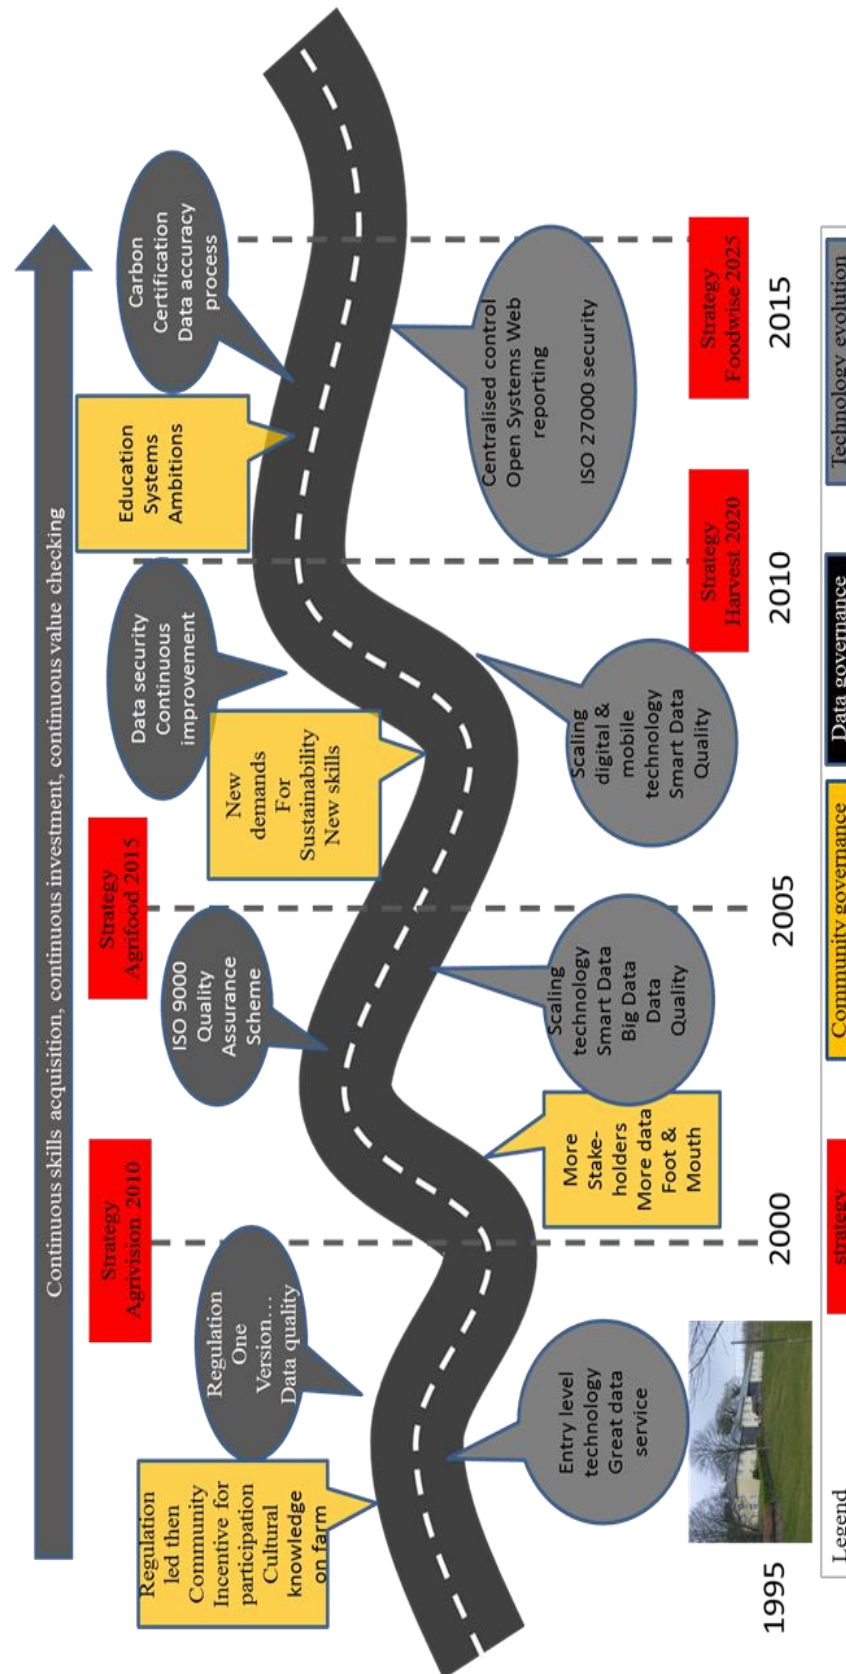 Continuous skills acquisition, continuous investment, continuous value checking
Strategy
Agrivision 2010
Strategy
Agrifood 2015
Regulation
led then
Community
Incentive for
participation
Cultural
knowledge
on farm
Regulation
One
Version…
Data quality
ISO 9000
Quality
Assurance
Scheme
New
demands
For
Sustainability
New skills
Data security
Continuous
improvement
Education
Systems
Ambitions
Carbon
Certification
Data accuracy
process
Entry level
technology
Great data
service
More
Stake-
holders
More data
Foot &
Mouth
Scaling
technology
Smart Data
Big Data
Data
Quality
Scaling
digital &
mobile
technology
Smart Data
Quality
Centralised control
Open Systems Web
reporting
ISO 27000 security
Strategy
Harvest 2020
Strategy
Foodwise 2025
1995
2000
2005
2010
2015
Legend
strategy
Community governance
Data governance
Technology evolution